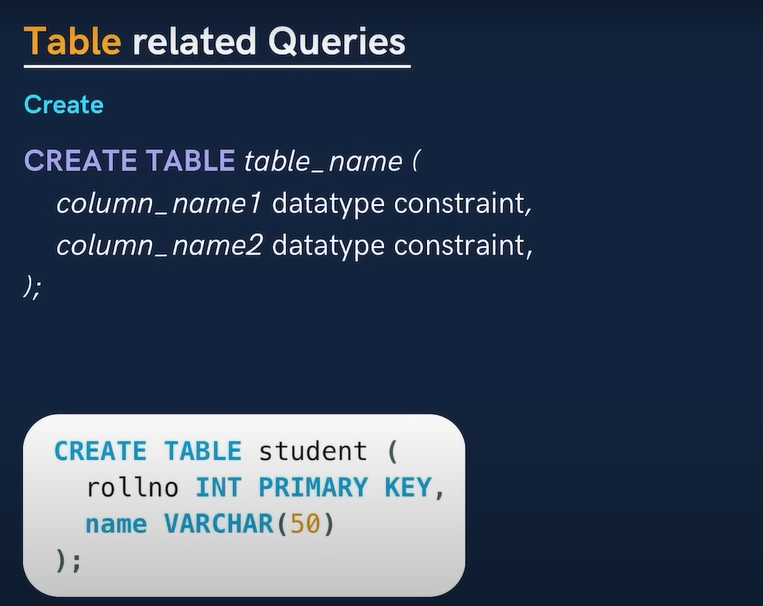 Table related Queries
Create
CREATE TABLE table_name (
column_name1 datatype constraint,
column_name2 datatype constraint,
);
CREATE TABLE student (
rollno INT PRIMARY KEY,
name VARCHAR(50)
);